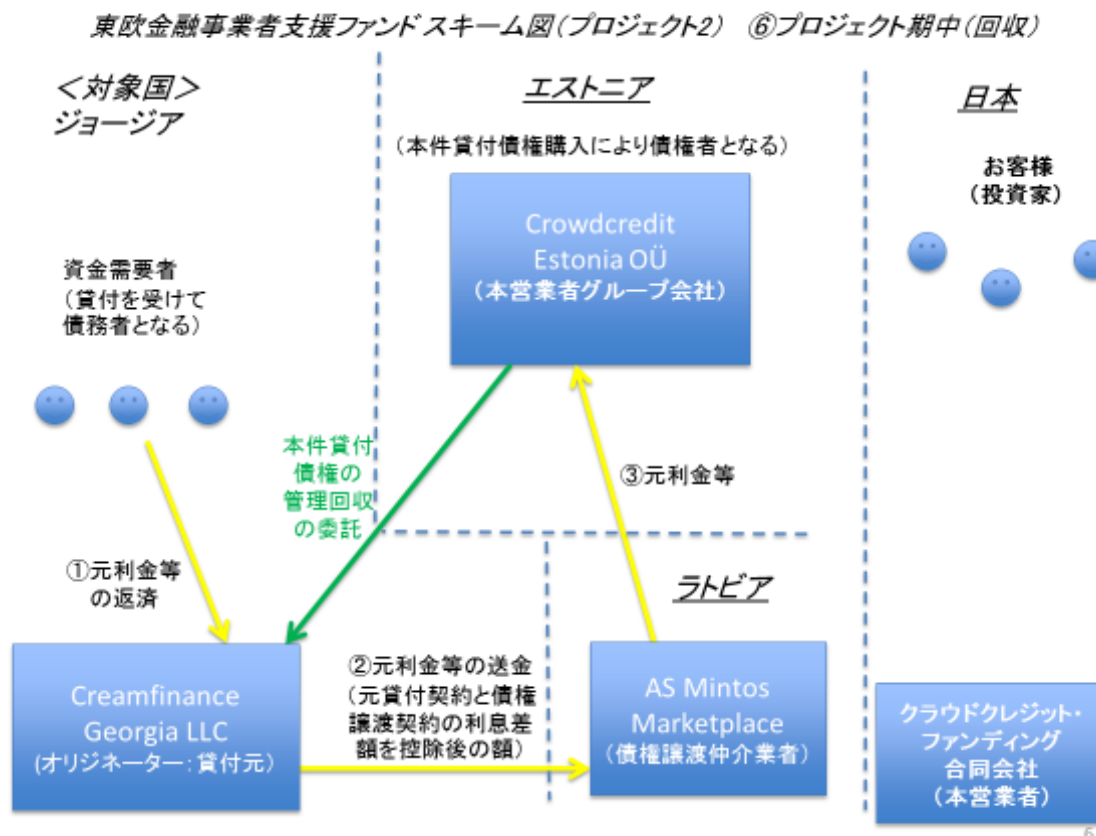 東欧金融事業者支援ファンド スキーム図(プロジェクト2) ⑥プロジェクト期中(回収)
<対象国>
ジョージア
エストニア
日本
(本件貸付債権購入により債権者となる)
お客様
(投資家)
Crowdcredit
Estonia OÜ
(本営業者グループ会社)
資金需要者
(貸付を受けて
債務者となる)
本件貸付
債権の
管理回収
の委託
③元利金等
①元利金等
の返済
ラトビア
Creamfinance
Georgia LLC
(オリジネーター:貸付元)
②元利金等の送金
(元貸付契約と債権
譲渡契約の利息差
額を控除後の額)
AS Mintos
Marketplace
(債権譲渡仲介業者)
クラウドクレジット・
ファンディング
合同会社
(本営業者)
6